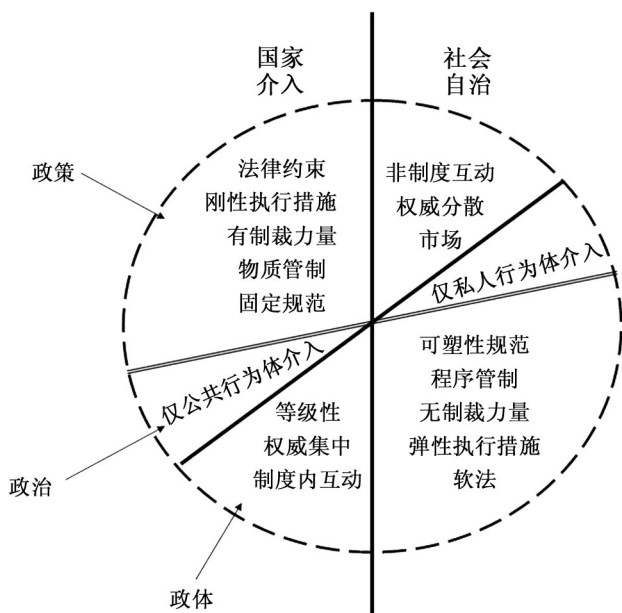 国家
介入
社会
自治
政策
法律约束
刚性执行措施
有制裁力量
物质管制
固定规范
非制度互动
权威分散
市场
仅私人行为体介入
仅公共行为体介入
可塑性规范
程序管制
无制裁力量
弹性执行措施
软法
等级性
权威集中
制度内互动
政治
政体